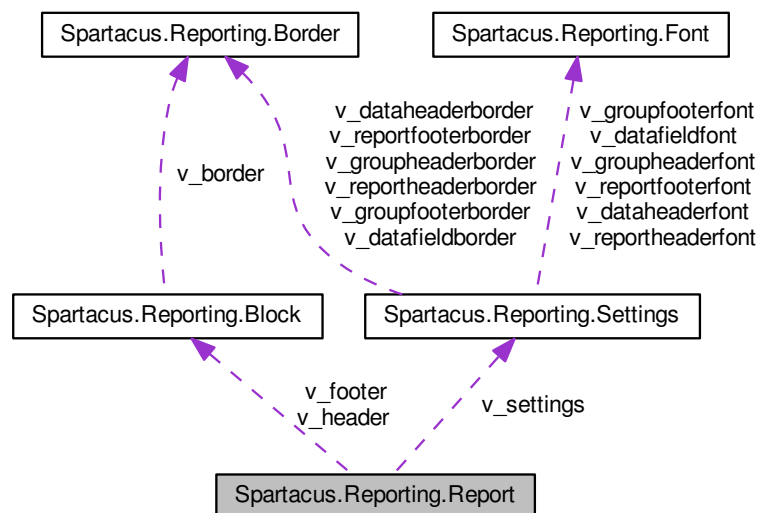 Spartacus.Reporting.Border
Spartacus.Reporting.Font
v_border
v_dataheaderborder
v_reportfooterborder
v_groupheaderborder
v_reportheaderborder
v_groupfooterborder
v_datafieldborder
v_groupfooterfont
v_datafieldfont
v_groupheaderfont
v_reportfooterfont
v_dataheaderfont
v_reportheaderfont
Spartacus.Reporting.Block
Spartacus.Reporting.Settings
v_footer
v_header
v_settings
Spartacus.Reporting.Report